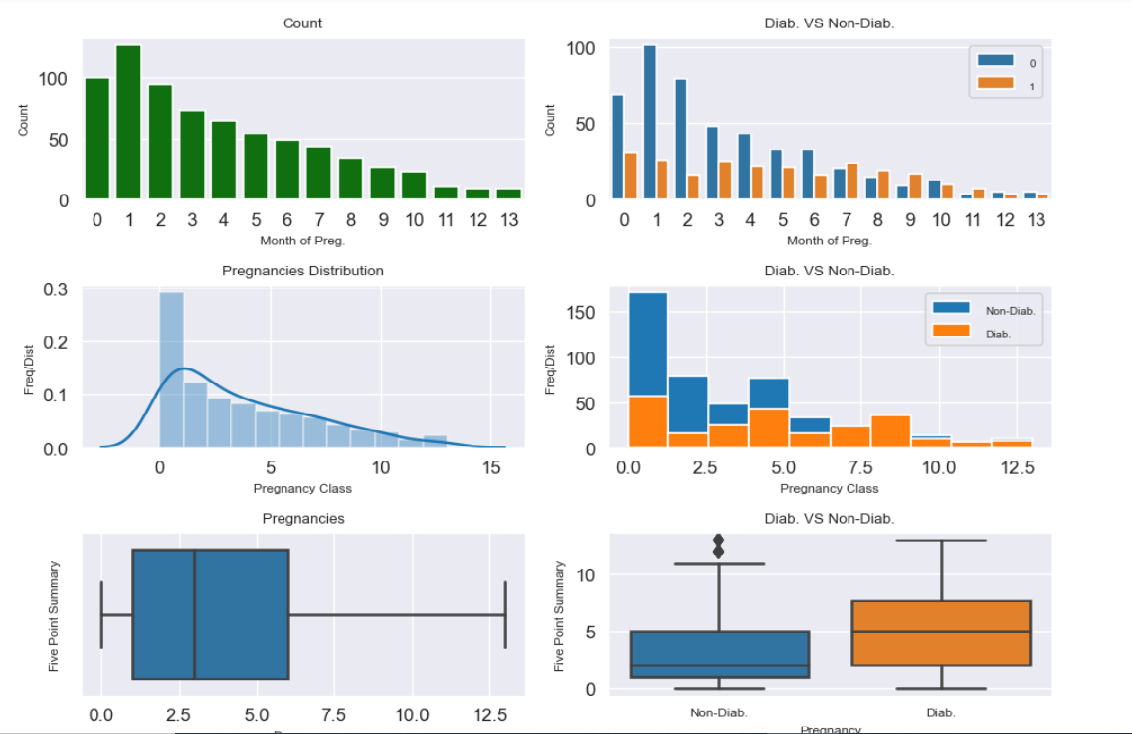 Count
Count
100
50
0
0 1 2 3 4 5 6 7 8 9 10 11 12 13
Month of Preg.
Diab. VS Non-Diab.
Count
100
50
0
0
1
0 1 2 3 4 5 6 7 8 9 10 11 12 13
Month of Preg.
Pregnancies Distribution
Freq/Dist
0.3
0.2
0.1
0.0
0 5 10 15
Pregnancy Class
Diab. VS Non-Diab.
150
100
50
0
Non-Diab.
Diab.
0.0 2.5 5.0 7.5 10.0 12.5
Pregnancy Class
Pregnancies
Five Point Summary
0.0 2.5 5.0 7.5 10.0 12.5
Diab. VS Non-Diab.
Five Point Summary
10
5
0
Non-Diab. Diab.
Pregnancy